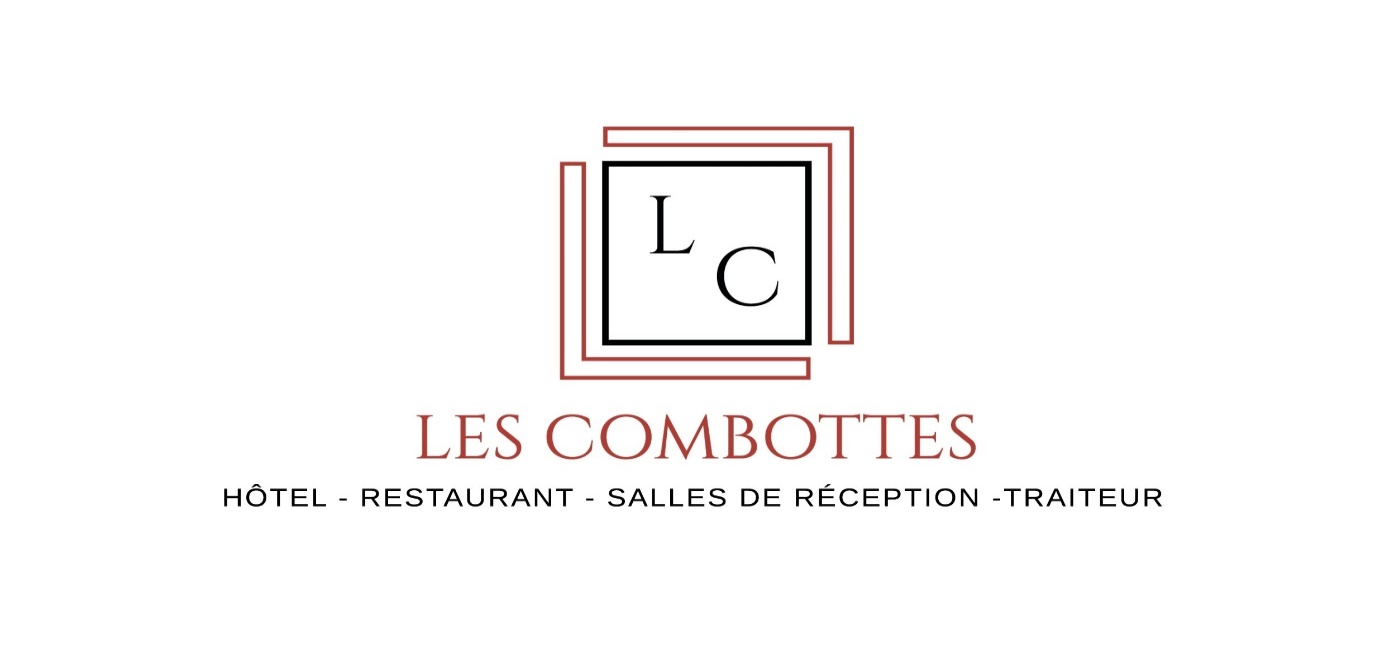 L
C
LES COMBOTTES
HÔTEL - RESTAURANT - SALLES DE RÉCEPTION -TRAITEUR